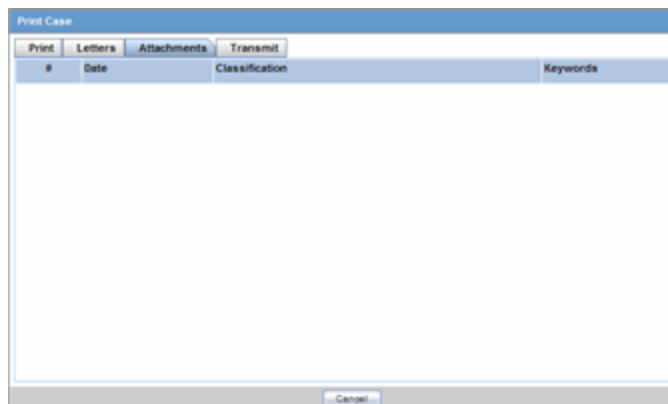 Print Case
Print Letters Attachments Transmit
# Date Classification Keywords
Cancel